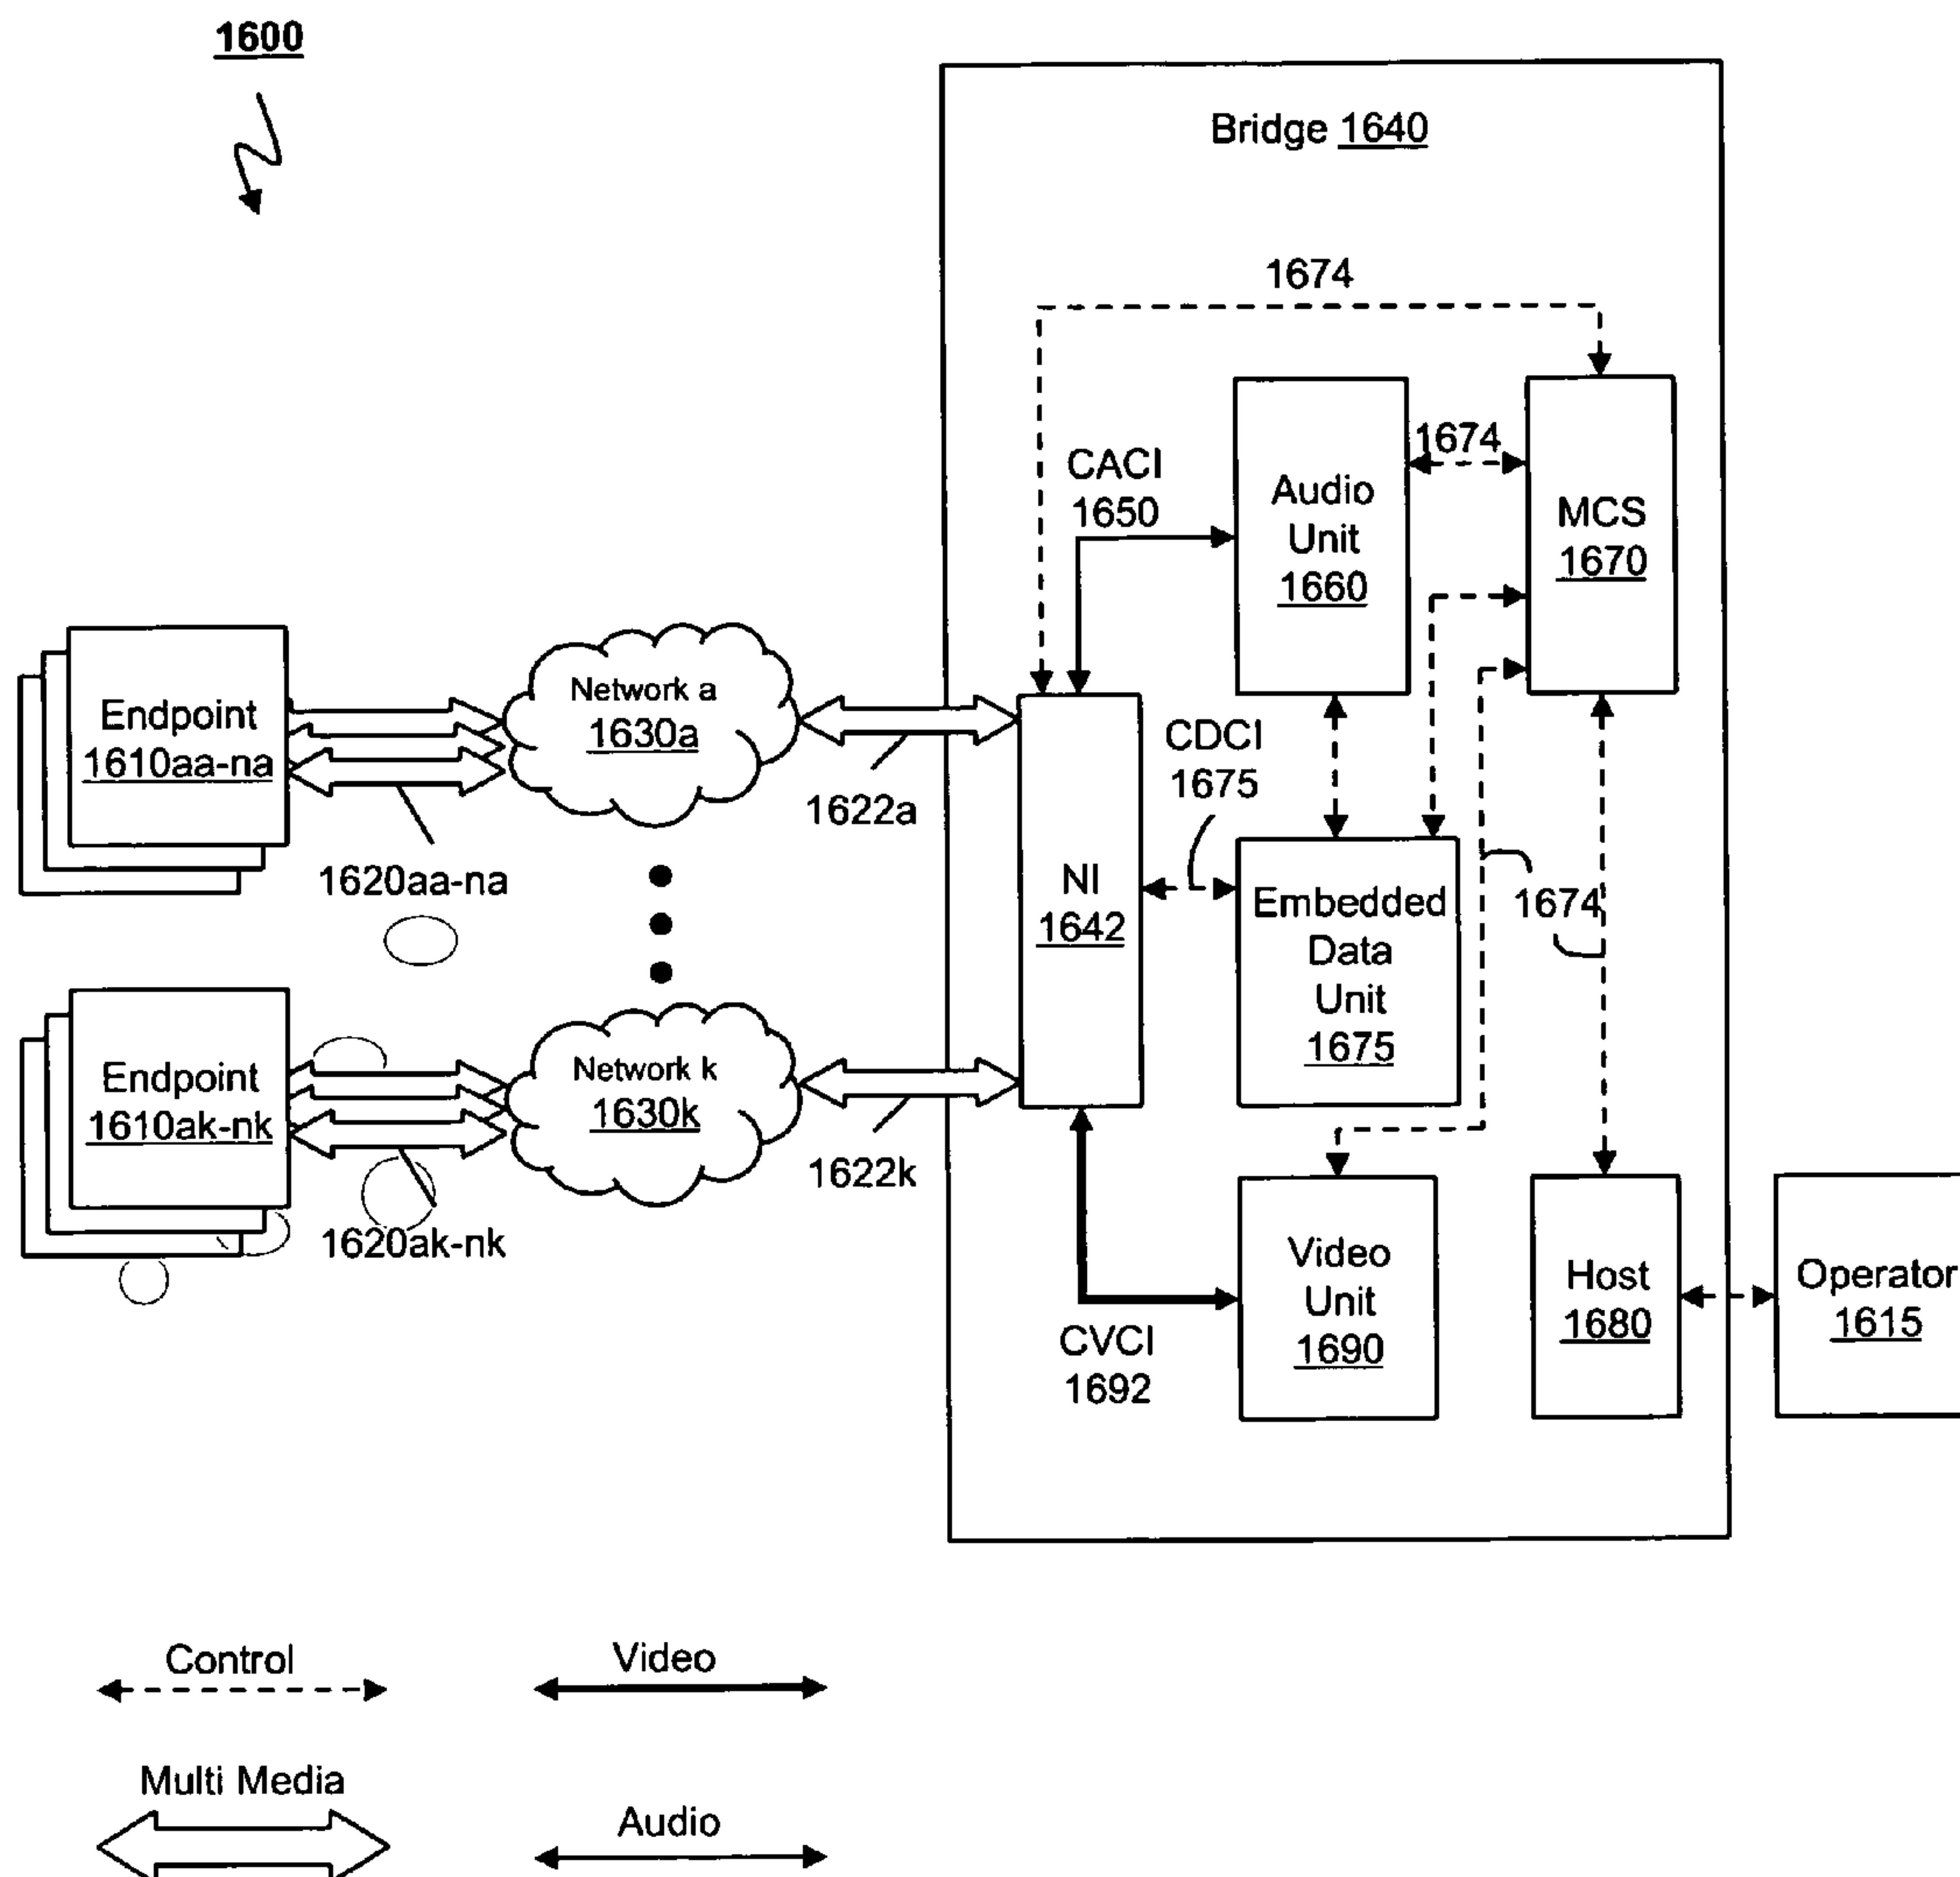 1600
Bridge 1640
1674
CACI
1650
Audio
Unit
1660
1674
MCS
1670
Endpoint
1610aa-na
1620aa-na
Network a
1630a
1622a
CDCI
1675
NI
1642
Embedded
Data
Unit
1675
1674
Endpoint
1610ak-nk
1620ak-nk
Network k
1630k
1622k
CVCI
1692
Video
Unit
1690
Host
1680
Operator
1615
Control
Video
Multi Media
Audio